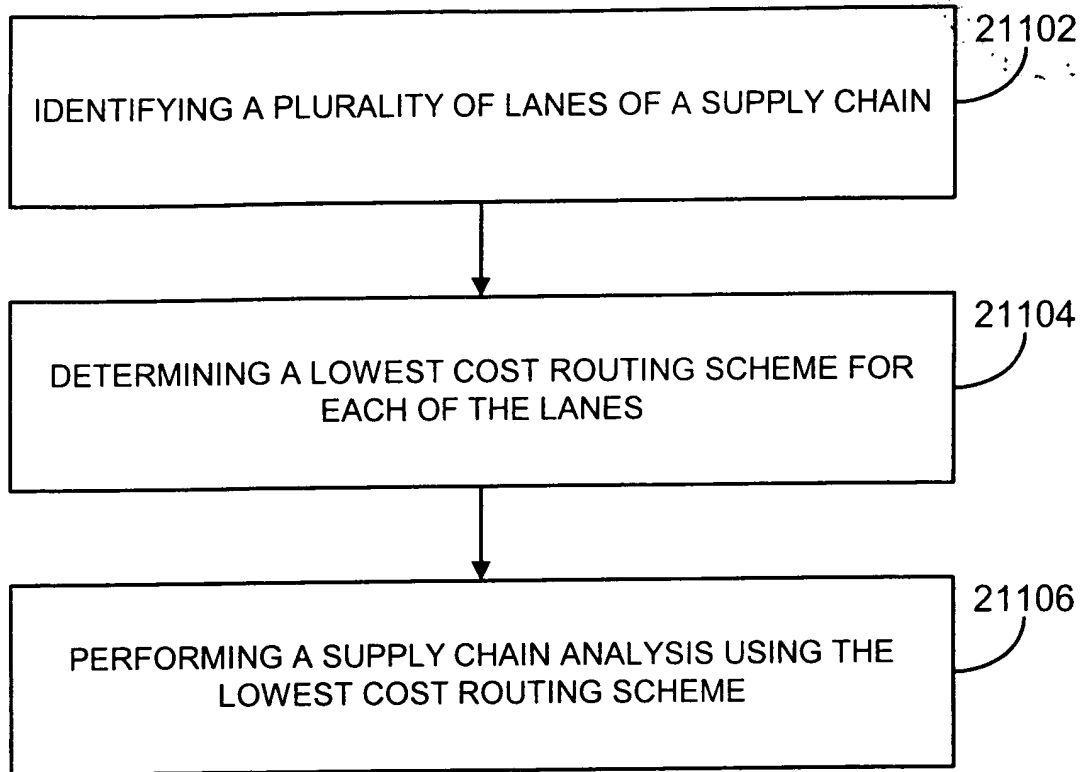 21102
IDENTIFYING A PLURALITY OF LANES OF A SUPPLY CHAIN
21104
DETERMINING A LOWEST COST ROUTING SCHEME FOR
EACH OF THE LANES
21106
PERFORMING A SUPPLY CHAIN ANALYSIS USING THE
LOWEST COST ROUTING SCHEME